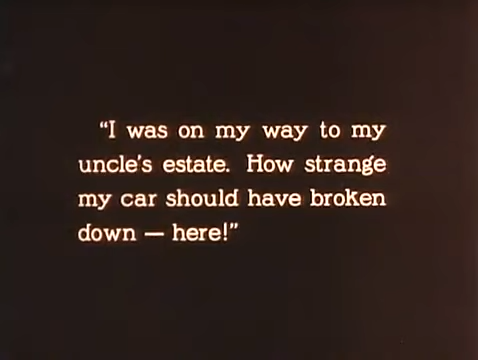 “I was on my way to my
uncle’s estate. How strange
my car should have broken
down — here!”